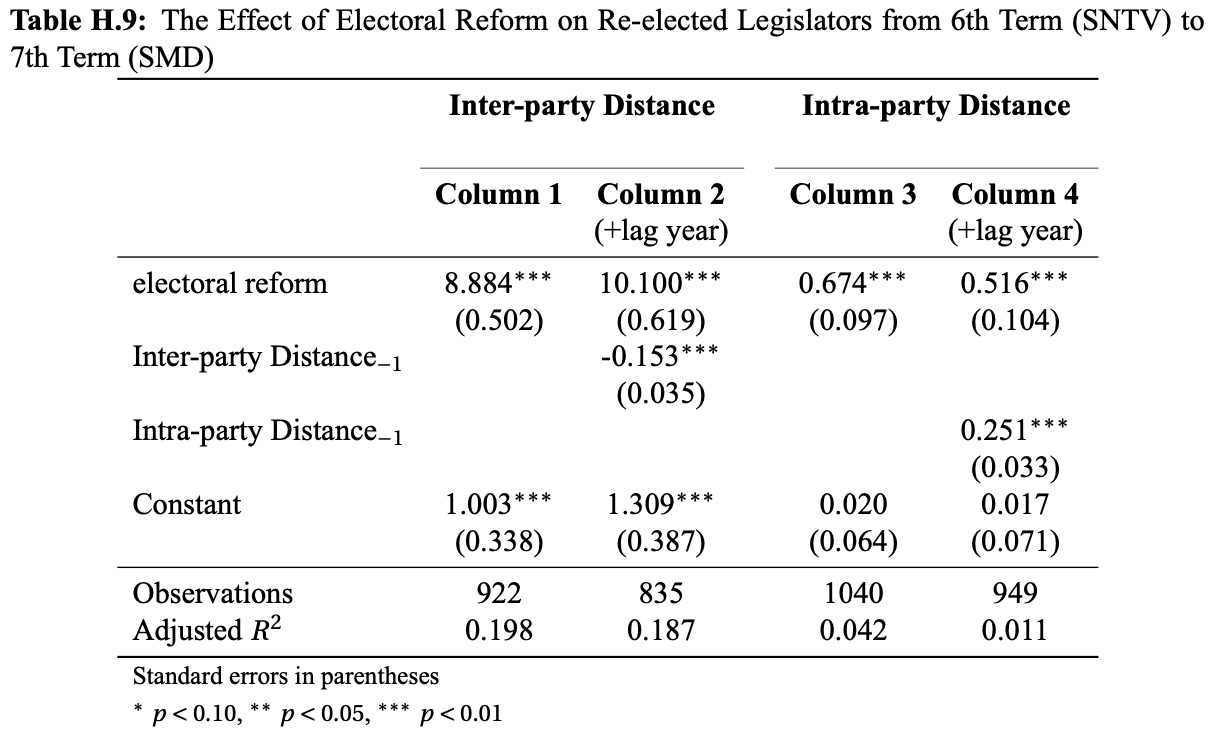 Table H.9: The Effect of Electoral Reform on Re-elected Legislators from 6th Term (SNTV) to
7th Term (SMD)
Inter-party Distance Intra-party Distance
Column 1 Column 2 Column 3 Column 4
(+lag year) (+lag year)
electoral reform 8.884*** 10.100*** 0.674*** 0.516***
(0.502) (0.619) (0.097) (0.104)
Inter-party Distance₋₁ -0.153***
(0.035)
Intra-party Distance₋₁ 0.251***
(0.033)
Constant 1.003*** 1.309*** 0.020 0.017
(0.338) (0.387) (0.064) (0.071)
Observations 922 835 1040 949
Adjusted R² 0.198 0.187 0.042 0.011
Standard errors in parentheses
* p < 0.10, ** p < 0.05, *** p < 0.01